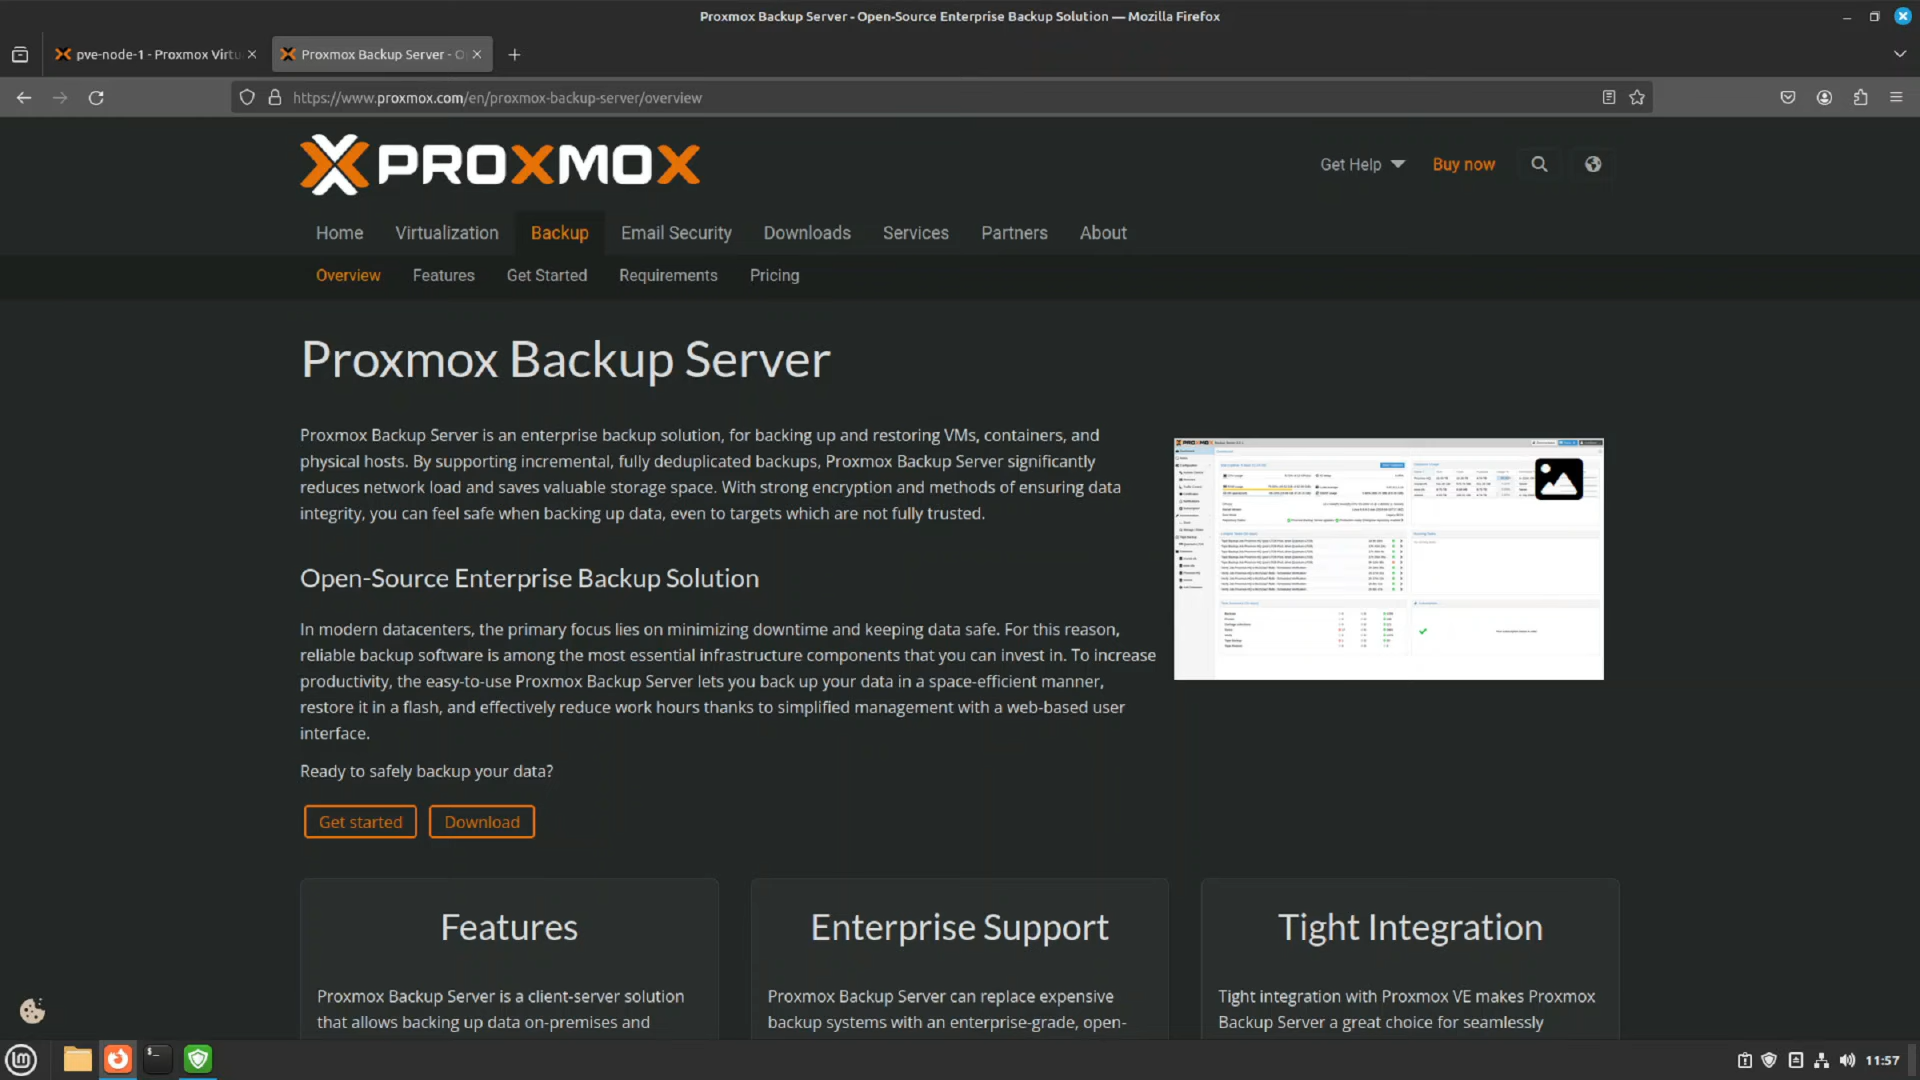 Proxmox Backup Server - Open-Source Enterprise Backup Solution — Mozilla Firefox
pve-node-1 - Proxmox Virtu
Proxmox Backup Server - O
https://www.proxmox.com/en/proxmox-backup-server/overview
PROXMOX
Get Help
Buy now
Home
Virtualization
Backup
Email Security
Downloads
Services
Partners
About
Overview
Features
Get Started
Requirements
Pricing
Proxmox Backup Server
Proxmox Backup Server is an enterprise backup solution, for backing up and restoring VMs, containers, and
physical hosts. By supporting incremental, fully deduplicated backups, Proxmox Backup Server significantly
reduces network load and saves valuable storage space. With strong encryption and methods of ensuring data
integrity, you can feel safe when backing up data, even to targets which are not fully trusted.
PROXMOX
Open-Source Enterprise Backup Solution
In modern datacenters, the primary focus lies on minimizing downtime and keeping data safe. For this reason,
reliable backup software is among the most essential infrastructure components that you can invest in. To increase
productivity, the easy-to-use Proxmox Backup Server lets you back up your data in a space-efficient manner,
restore it in a flash, and effectively reduce work hours thanks to simplified management with a web-based user
interface.
Ready to safely backup your data?
Get started
Download
Features
Proxmox Backup Server is a client-server solution
that allows backing up data on-premises and
Enterprise Support
Proxmox Backup Server can replace expensive
backup systems with an enterprise-grade, open-
Tight Integration
Tight integration with Proxmox VE makes Proxmox
Backup Server a great choice for seamlessly
11:57